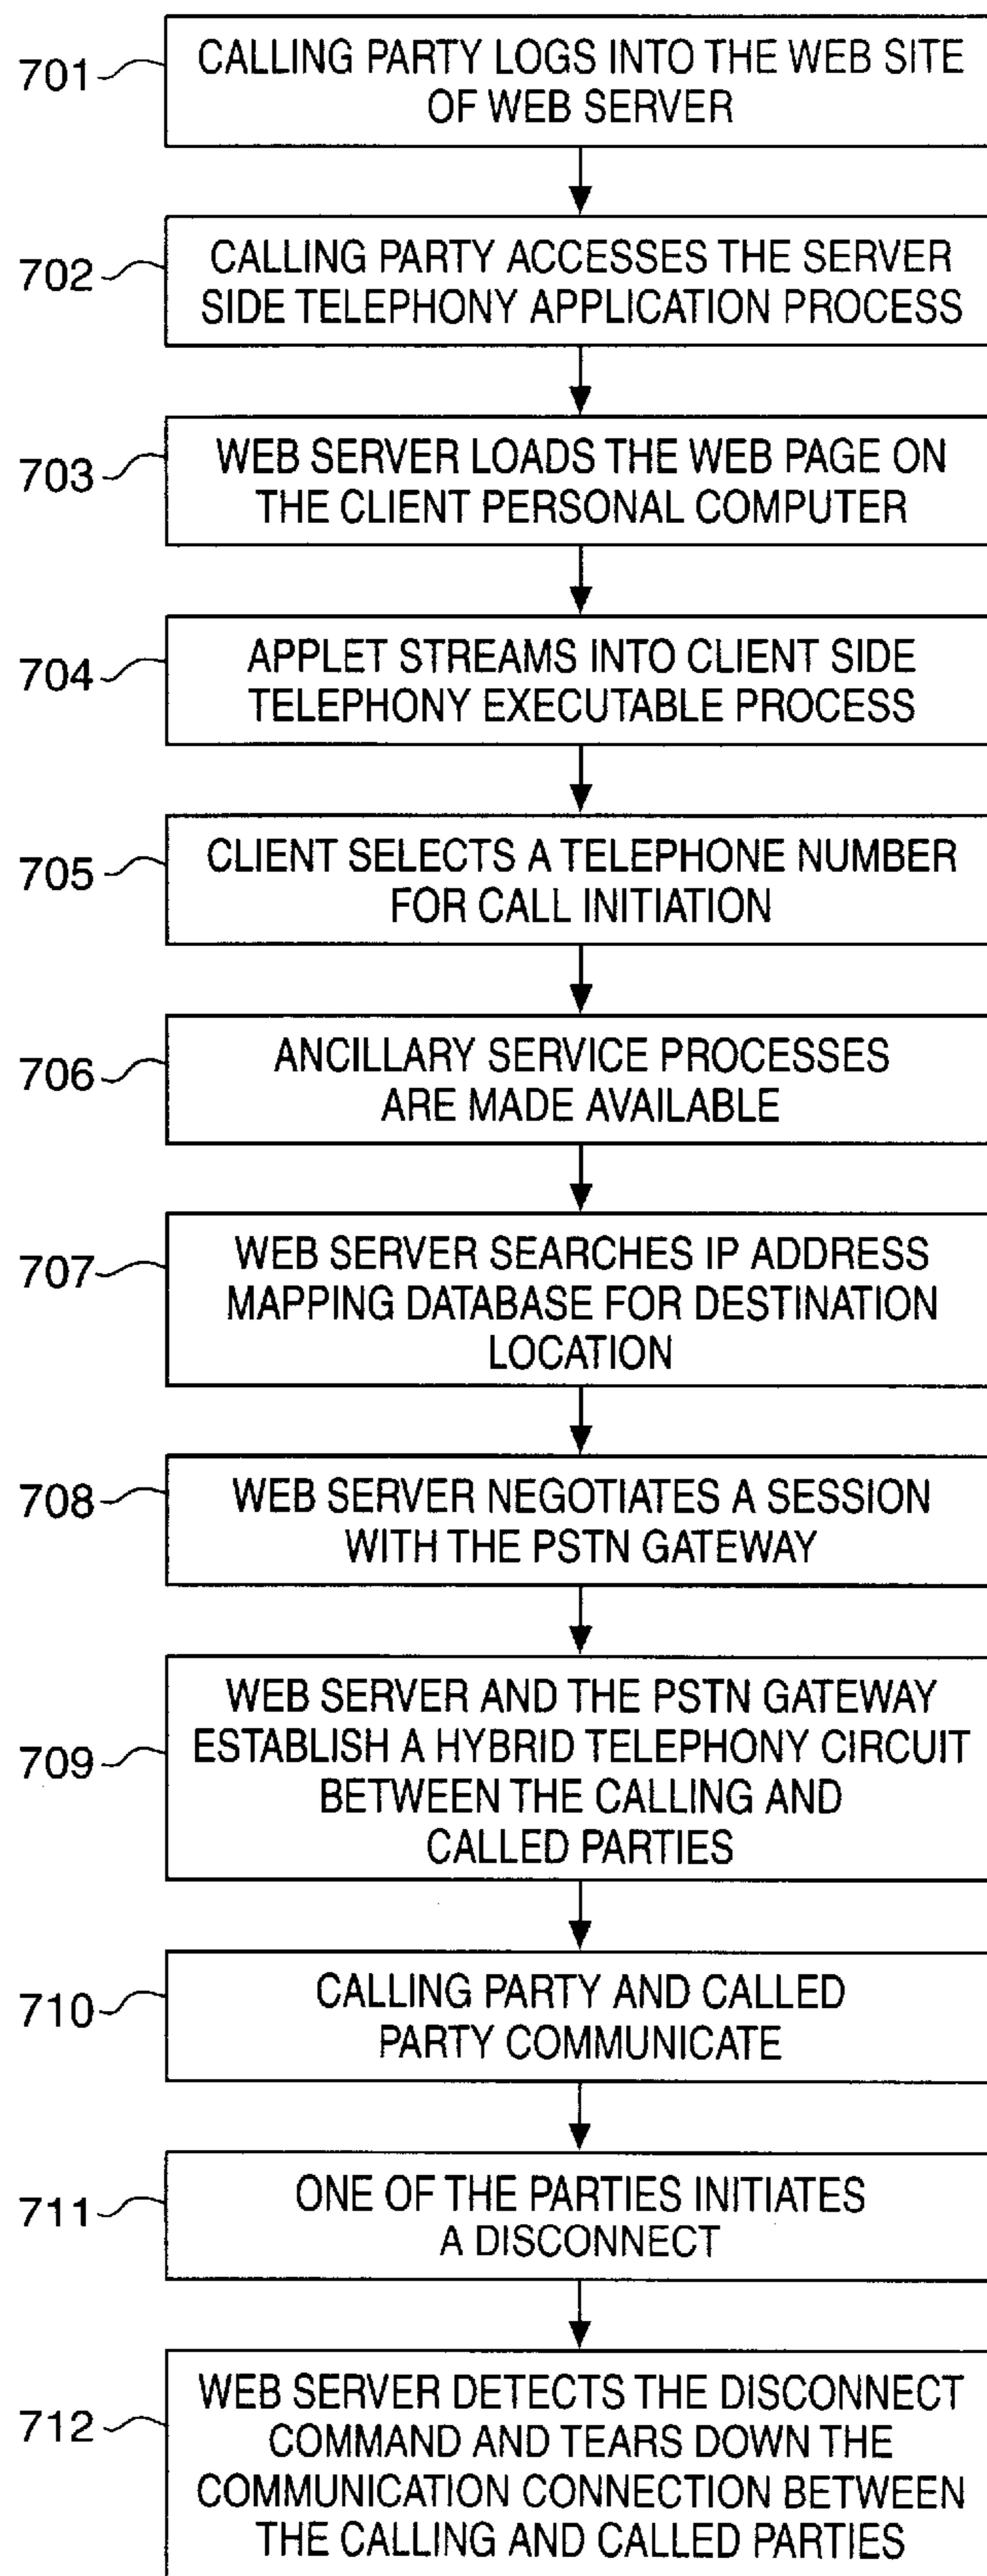 701
CALLING PARTY LOGS INTO THE WEB SITE
OF WEB SERVER
702
CALLING PARTY ACCESSES THE SERVER
SIDE TELEPHONY APPLICATION PROCESS
703
WEB SERVER LOADS THE WEB PAGE ON
THE CLIENT PERSONAL COMPUTER
704
APPLET STREAMS INTO CLIENT SIDE
TELEPHONY EXECUTABLE PROCESS
705
CLIENT SELECTS A TELEPHONE NUMBER
FOR CALL INITIATION
706
ANCILLARY SERVICE PROCESSES
ARE MADE AVAILABLE
707
WEB SERVER SEARCHES IP ADDRESS
MAPPING DATABASE FOR DESTINATION
LOCATION
708
WEB SERVER NEGOTIATES A SESSION
WITH THE PSTN GATEWAY
709
WEB SERVER AND THE PSTN GATEWAY
ESTABLISH A HYBRID TELEPHONY CIRCUIT
BETWEEN THE CALLING AND
CALLED PARTIES
710
CALLING PARTY AND CALLED
PARTY COMMUNICATE
711
ONE OF THE PARTIES INITIATES
A DISCONNECT
712
WEB SERVER DETECTS THE DISCONNECT
COMMAND AND TEARS DOWN THE
COMMUNICATION CONNECTION BETWEEN
THE CALLING AND CALLED PARTIES